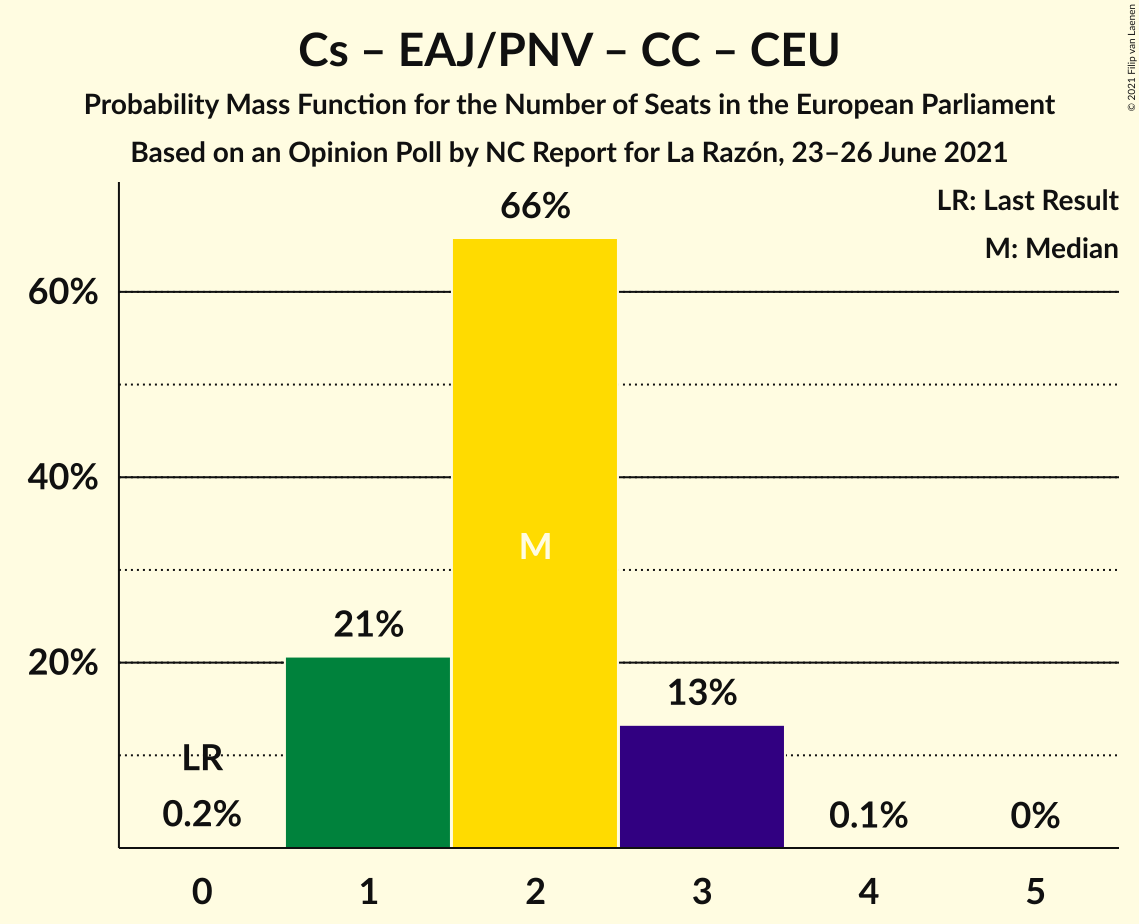 Cs – EAJ/PNV – CC – CEU
Probability Mass Function for the Number of Seats in the European Parliament
Based on an Opinion Poll by NC Report for La Razón, 23–26 June 2021
© 2021 Filip van Laenen
LR: Last Result
M: Median
66%
60%
40%
M
21%
20%
13%
LR
0.2%
0.1%
0%
0 1 2 3 4 5